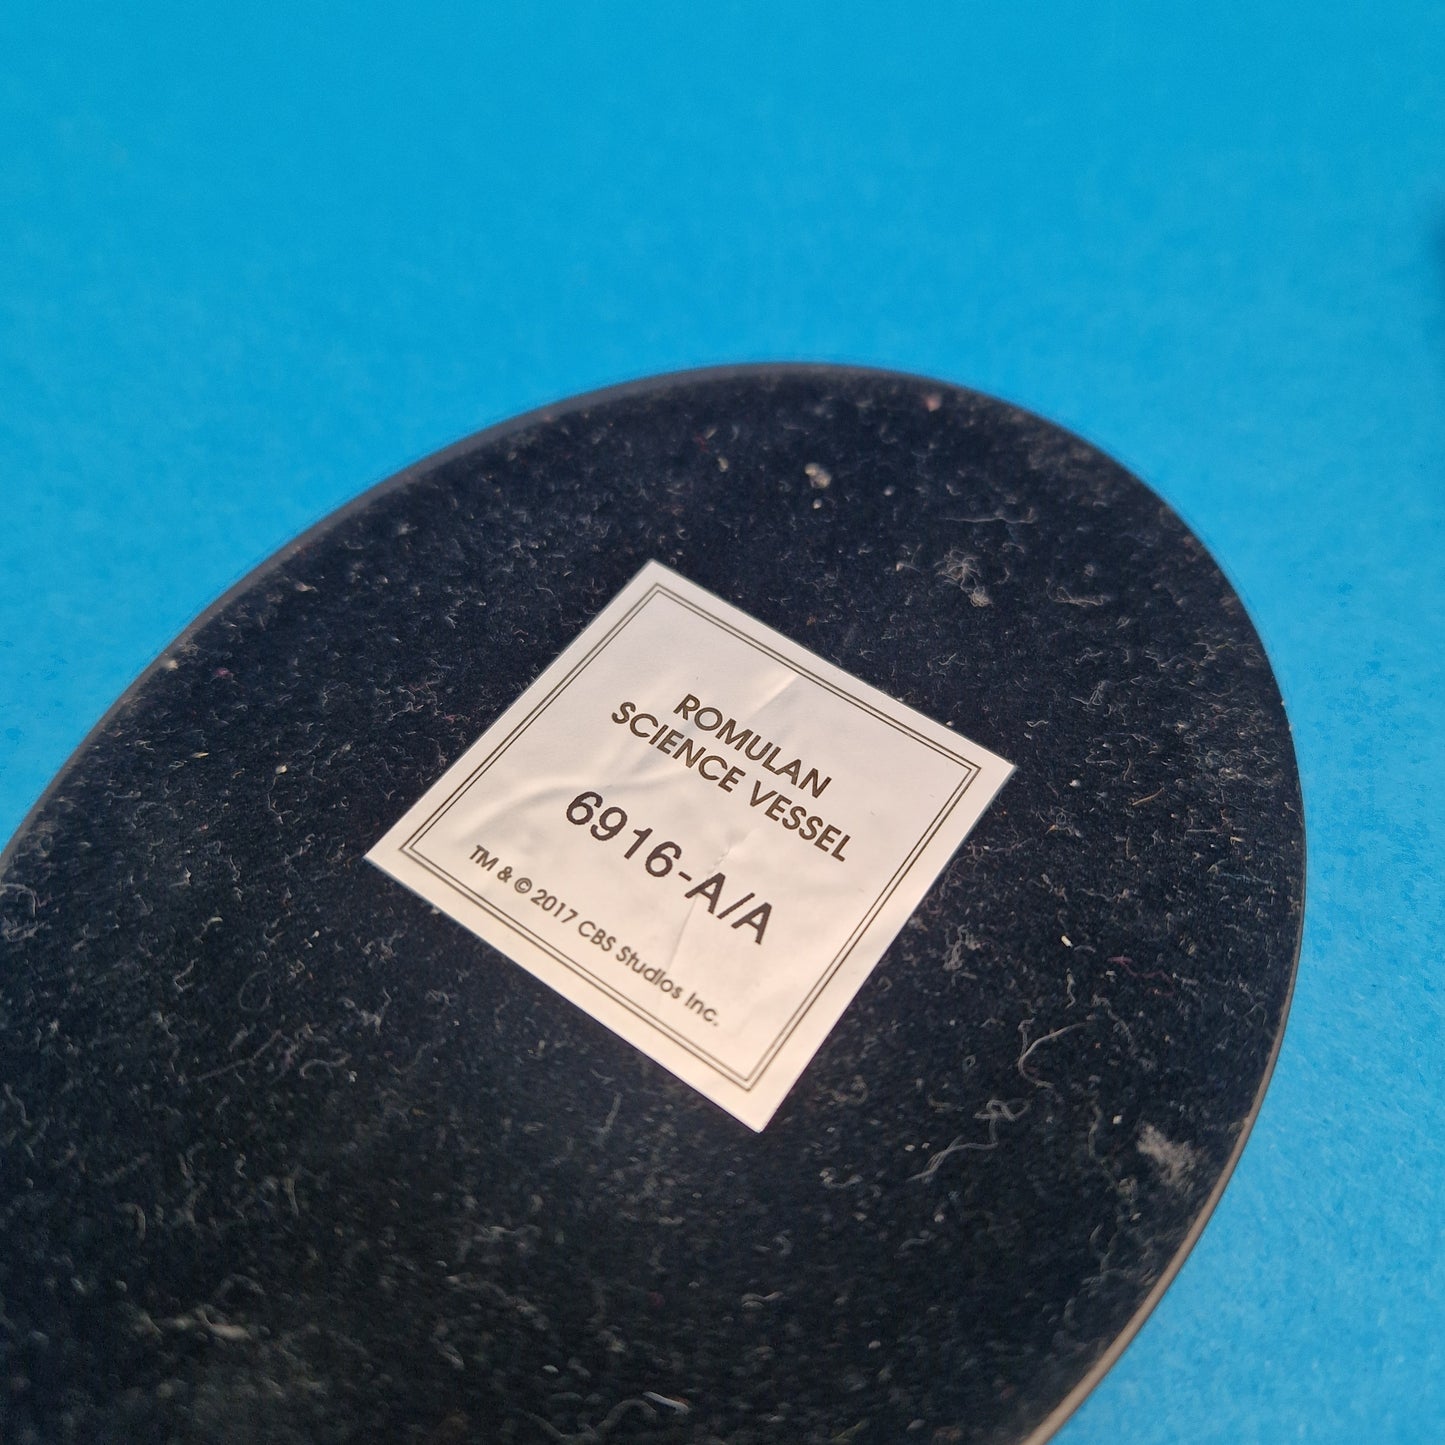 ROMULAN
SCIENCE VESSEL
6916-A/A
TM & © 2017 CBS Studios Inc.